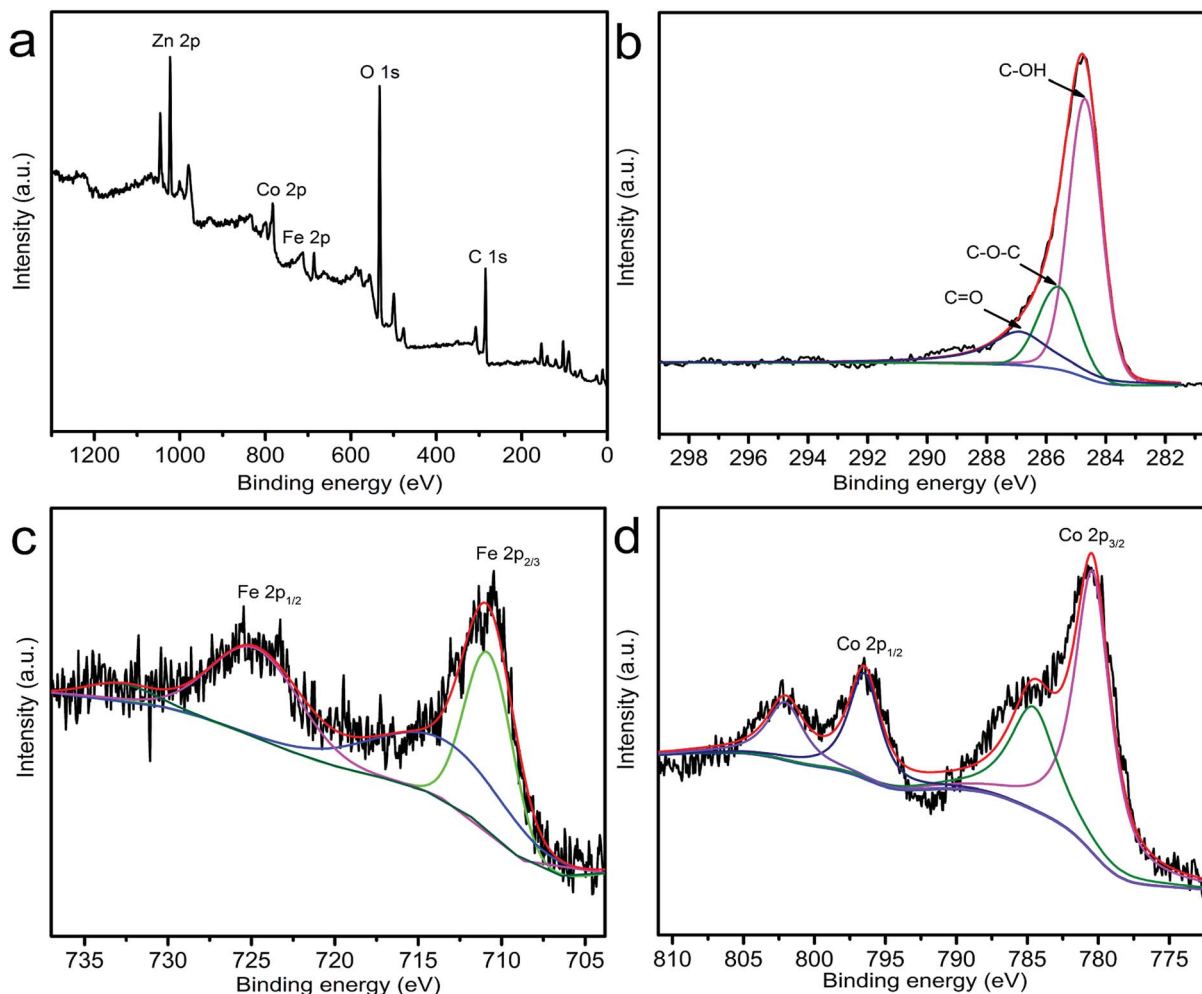 a
Zn 2p
O 1s
Co 2p
Fe 2p
C 1s
Intensity (a.u.)
1200 1000 800 600 400 200 0
Binding energy (eV)
b
C-OH
C-O-C
C=O
Intensity (a.u.)
298 296 294 292 290 288 286 284 282
Binding energy (eV)
c
Fe 2p2/3
Fe 2p1/2
Intensity (a.u.)
735 730 725 720 715 710 705
Binding energy (eV)
d
Co 2p3/2
Co 2p1/2
Intensity (a.u.)
810 805 800 795 790 785 780 775
Binding energy (eV)